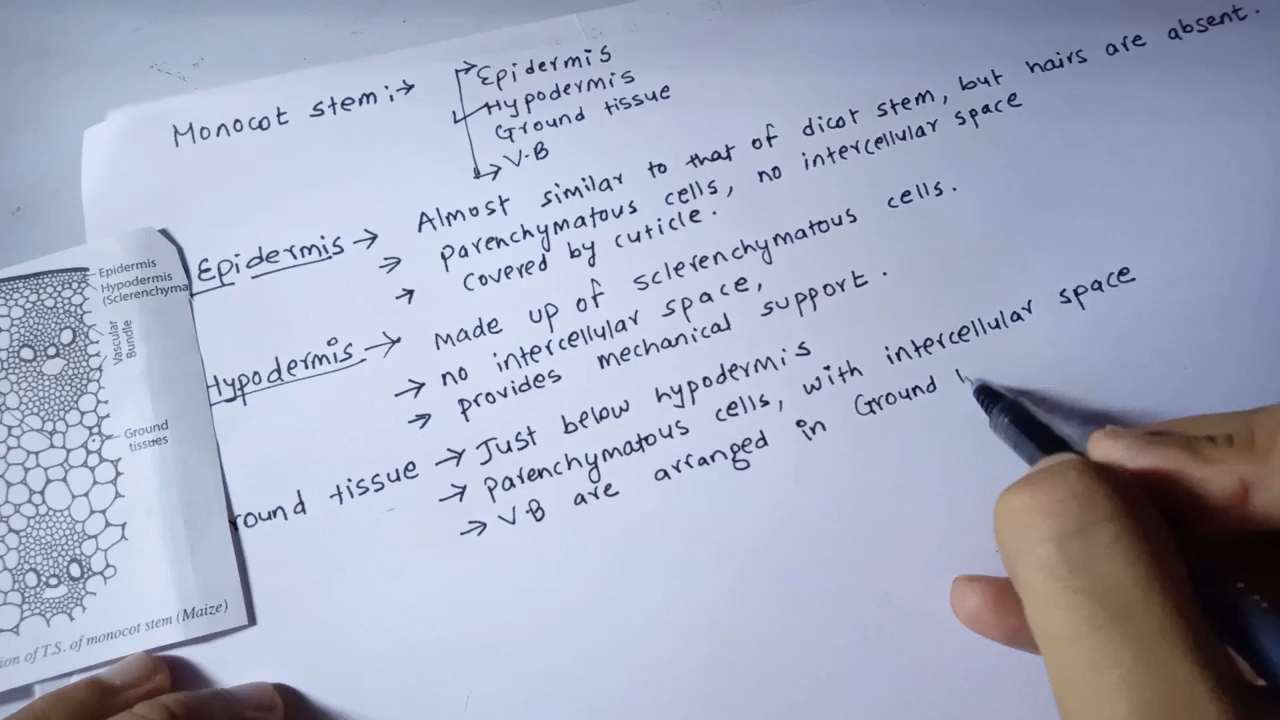 Monocot stem :→
Epidermis
Hypodermis
Ground tissue
V.B
Epidermis → Almost similar to that of dicot stem, but hairs are absent.
→ parenchymatous cells, no intercellular space
→ covered by cuticle.
Hypodermis → made up of sclerenchymatous cells.
→ no intercellular space,
→ provides mechanical support.
round tissue → Just below hypodermis
→ parenchymatous cells, with intercellular space
→ VB are arranged in Ground
Epidermis
Hypodermis
(Sclerenchyma
Vascular
Bundle
Ground
tissues
ion of T.S. of monocot stem (Maize)